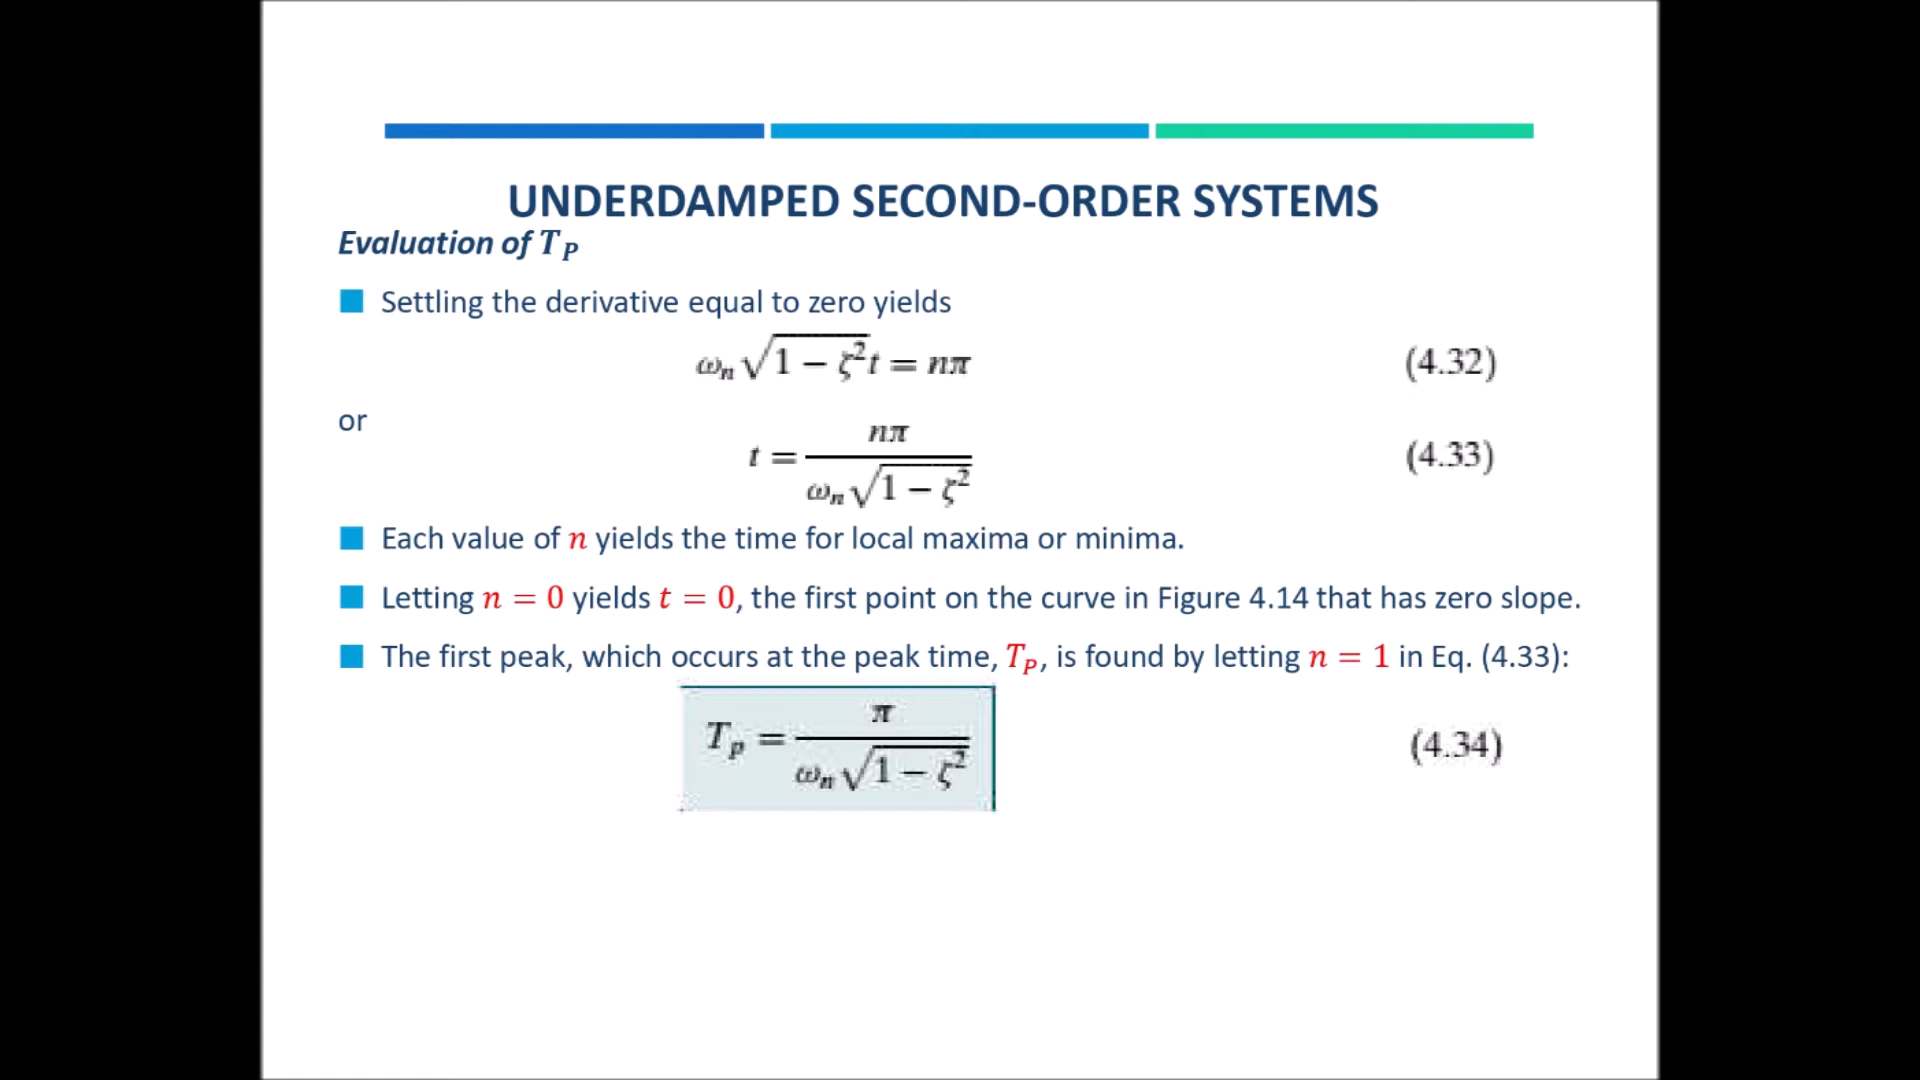 UNDERDAMPED SECOND-ORDER SYSTEMS
Evaluation of T_P
Settling the derivative equal to zero yields
ωₙ√(1 − ζ²)t = nπ (4.32)
or
t = nπ / (ωₙ√(1 − ζ²)) (4.33)
Each value of n yields the time for local maxima or minima.
Letting n = 0 yields t = 0, the first point on the curve in Figure 4.14 that has zero slope.
The first peak, which occurs at the peak time, T_P, is found by letting n = 1 in Eq. (4.33):
T_p = π / (ωₙ√(1 − ζ²)) (4.34)